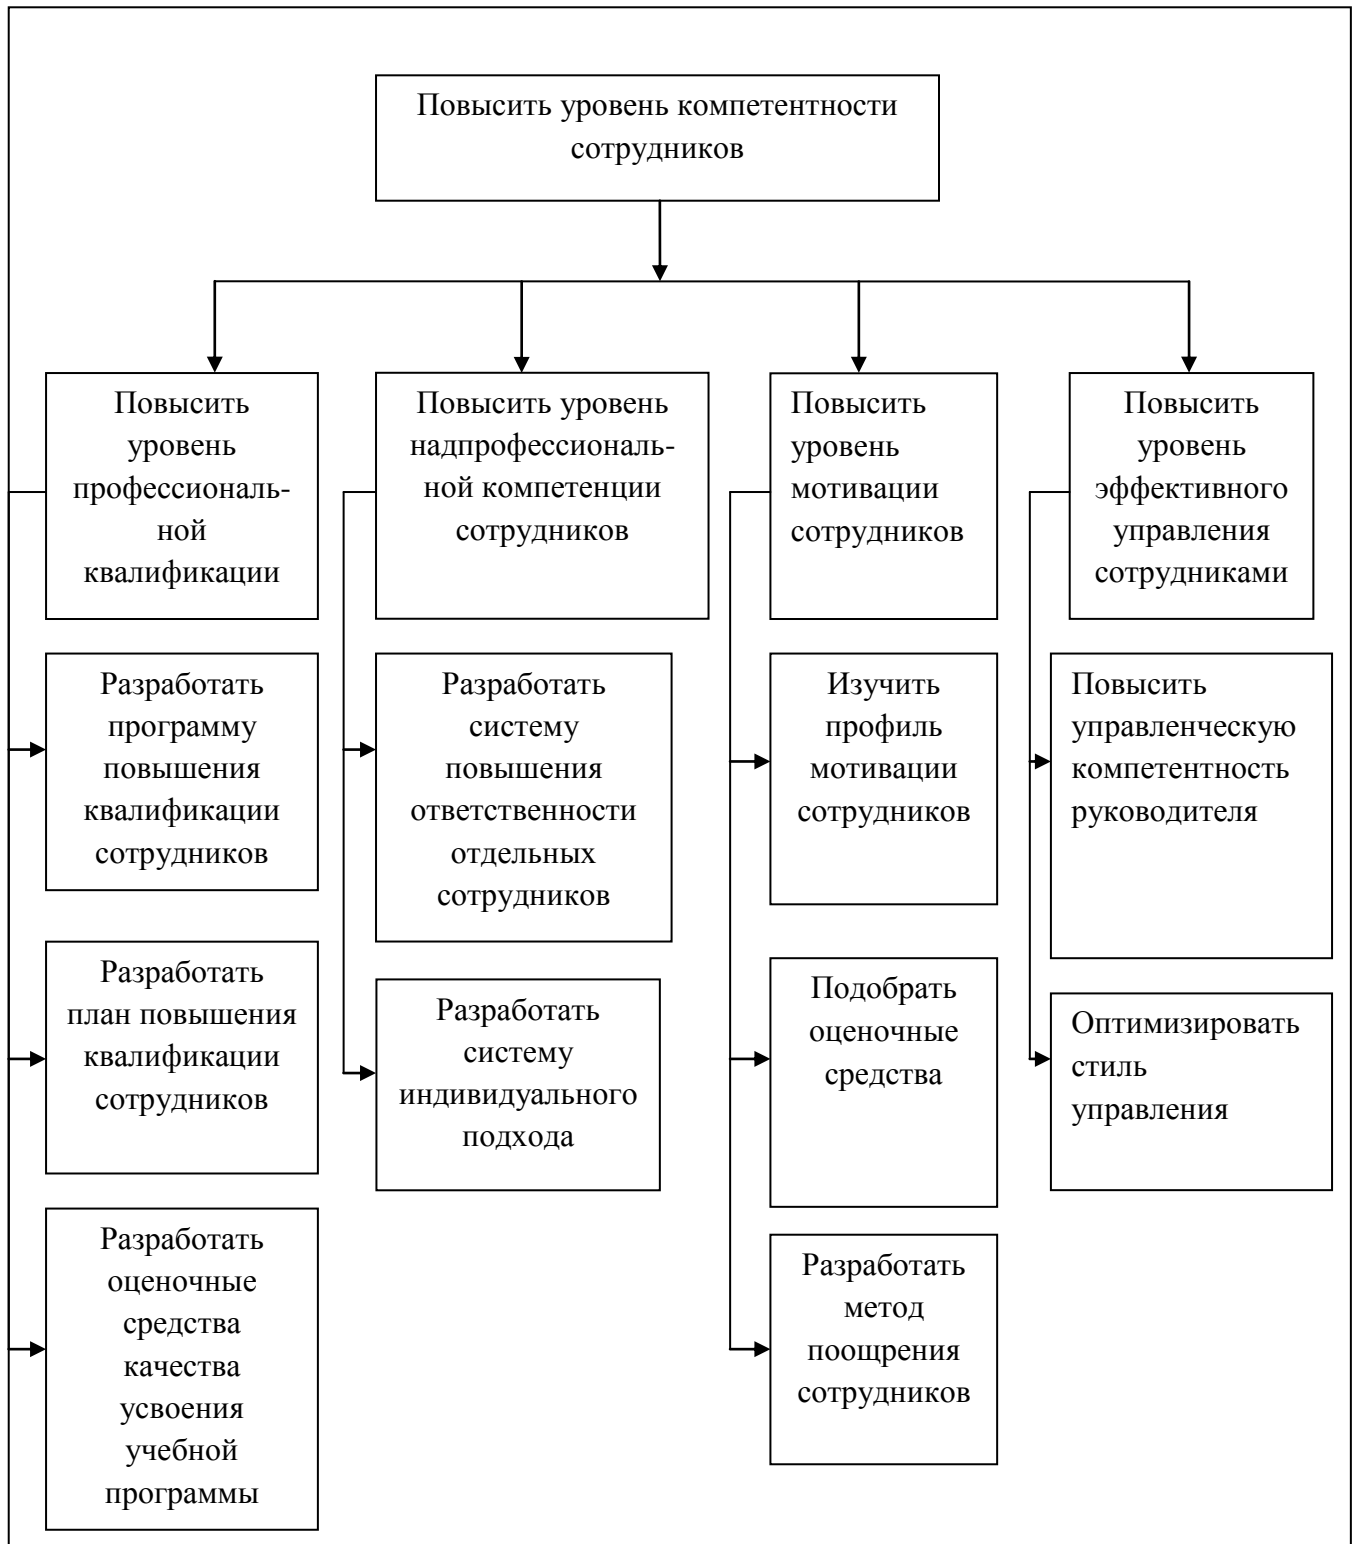 Повысить уровень компетентности
сотрудников
Повысить
уровень
профессиональ-
ной
квалификации
Повысить уровень
надпрофессиональ-
ной компетенции
сотрудников
Повысить
уровень
мотивации
сотрудников
Повысить
уровень
эффективного
управления
сотрудниками
Разработать
программу
повышения
квалификации
сотрудников
Разработать
систему
повышения
ответственности
отдельных
сотрудников
Изучить
профиль
мотивации
сотрудников
Повысить
управленческую
компетентность
руководителя
Разработать
план повышения
квалификации
сотрудников
Разработать
систему
индивидуального
подхода
Подобрать
оценочные
средства
Оптимизировать
стиль
управления
Разработать
оценочные
средства
качества
усвоения
учебной
программы
Разработать
метод
поощрения
сотрудников